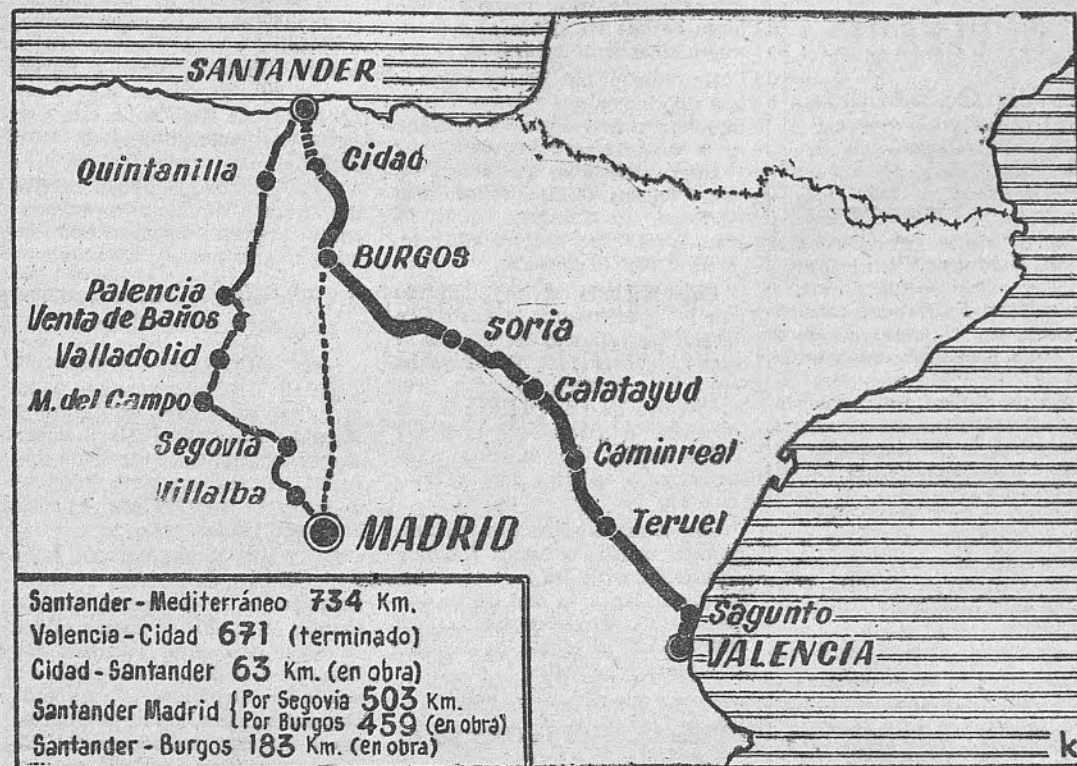 SANTANDER
Quintanilla
Cidad
BURGOS
Palencia
Venta de Baños
Soria
Valladolid
Calatayud
M. del Campo
Segovia
Caminreal
Villalba
Teruel
MADRID
Sagunto
VALENCIA
Santander-Mediterráneo 734 Km.
Valencia-Cidad 671 (terminado)
Cidad-Santander 63 Km. (en obra)
Santander Madrid { Por Segovia 503 Km.
Por Burgos 459 (en obra)
Santander-Burgos 183 Km. (en obra)
k